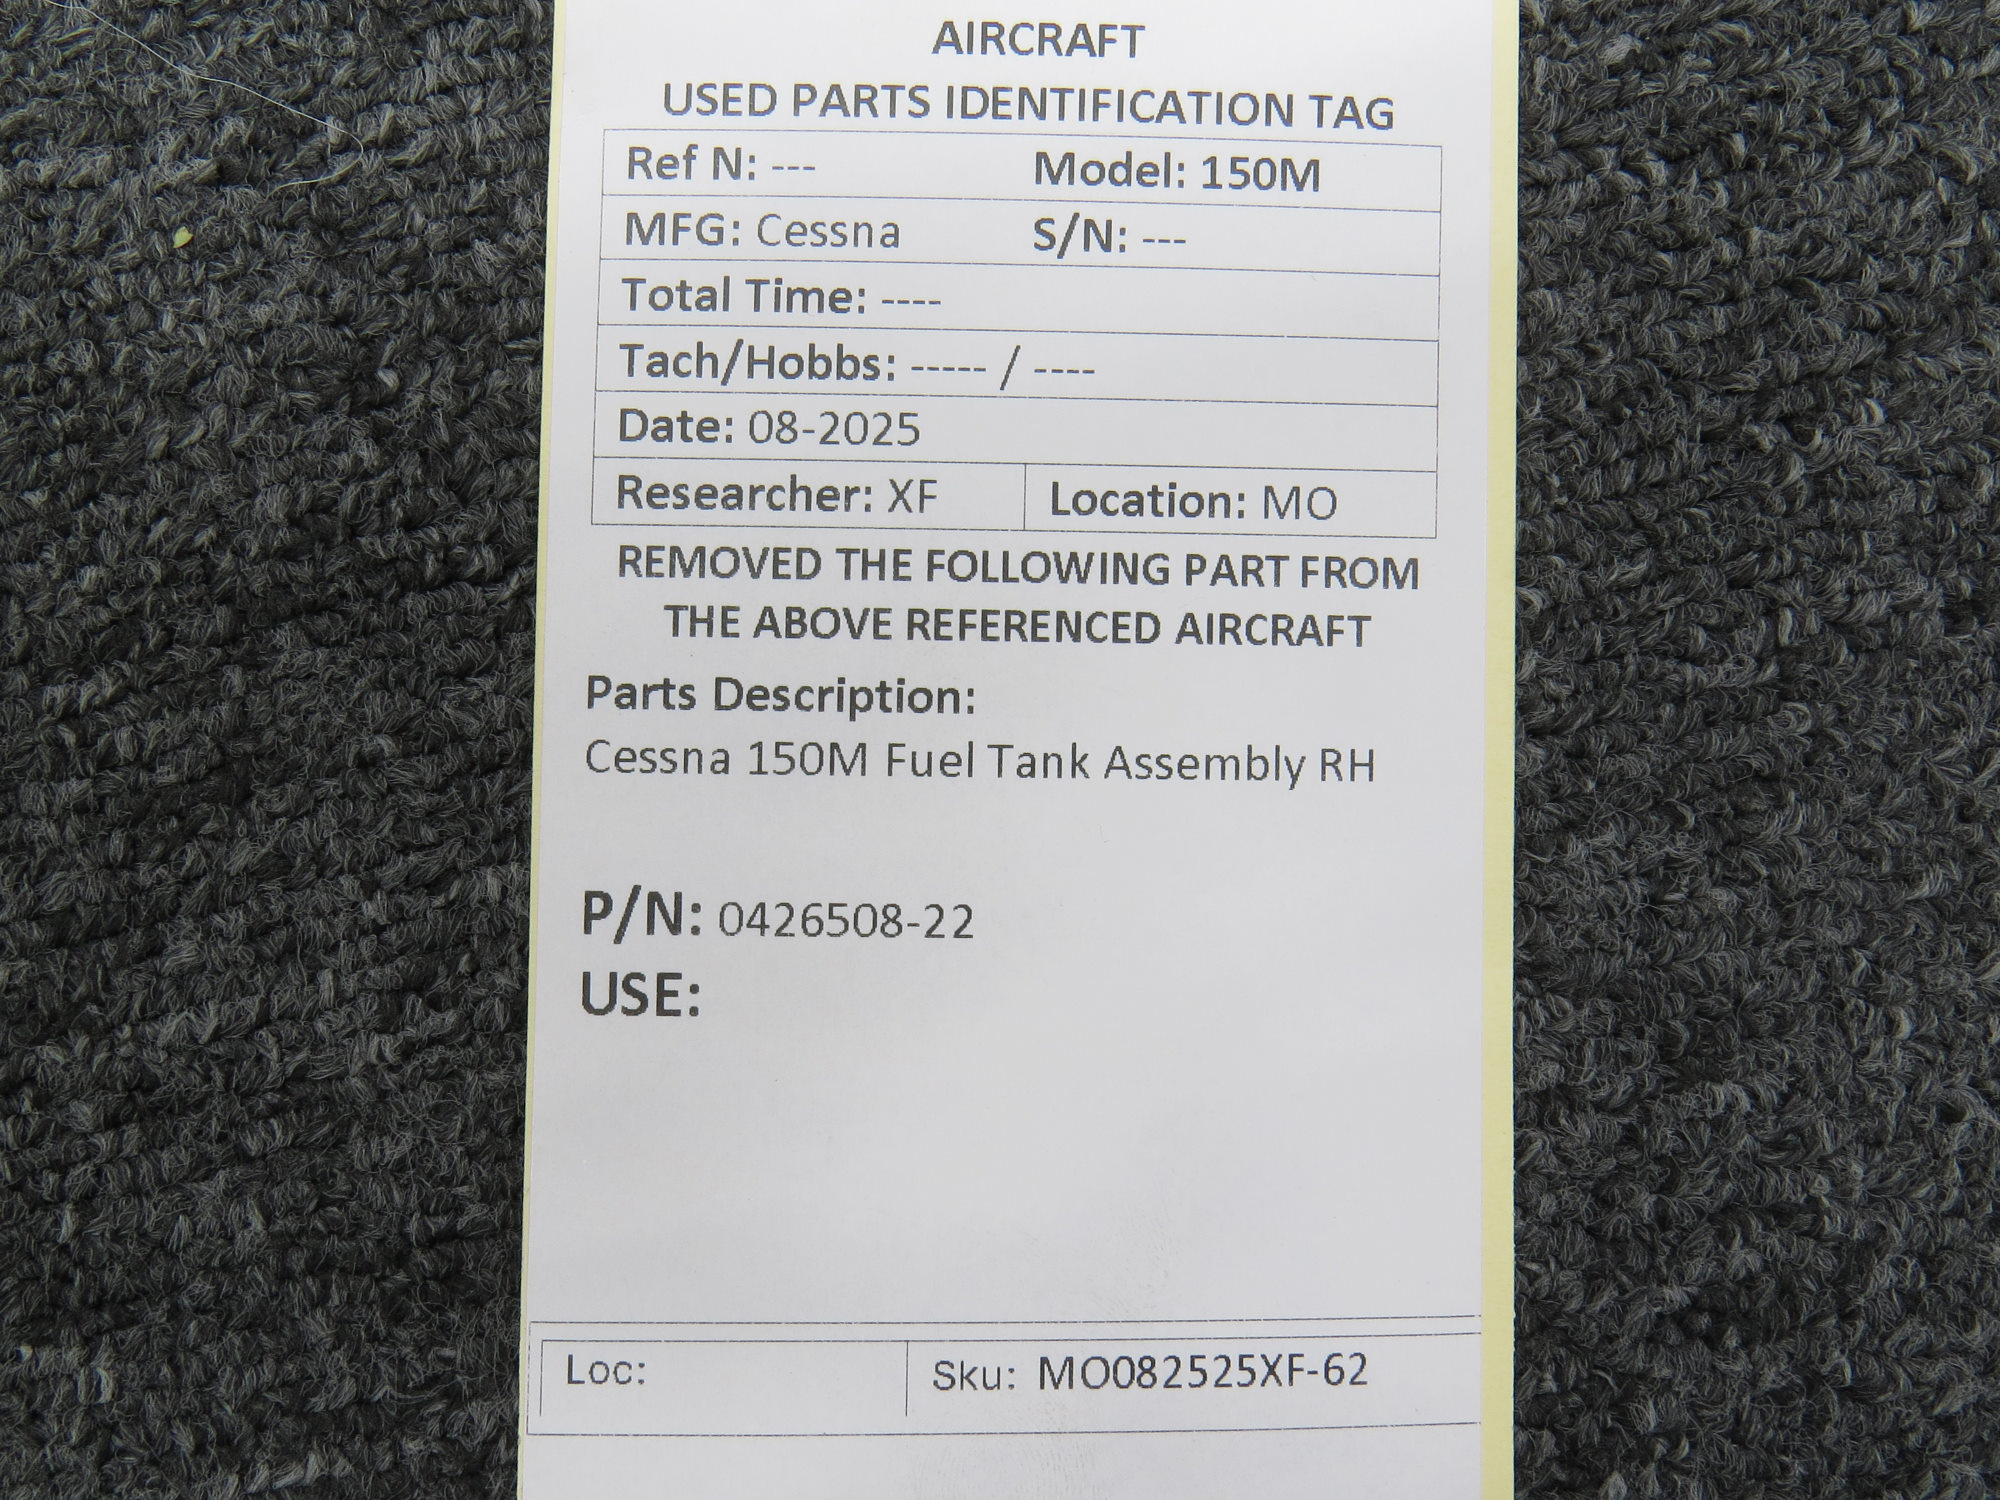 AIRCRAFT
USED PARTS IDENTIFICATION TAG
Ref N: --- Model: 150M
MFG: Cessna S/N: ---
Total Time: ----
Tach/Hobbs: ----- / ----
Date: 08-2025
Researcher: XF Location: MO
REMOVED THE FOLLOWING PART FROM
THE ABOVE REFERENCED AIRCRAFT
Parts Description:
Cessna 150M Fuel Tank Assembly RH
P/N: 0426508-22
USE:
Loc: Sku: MO082525XF-62